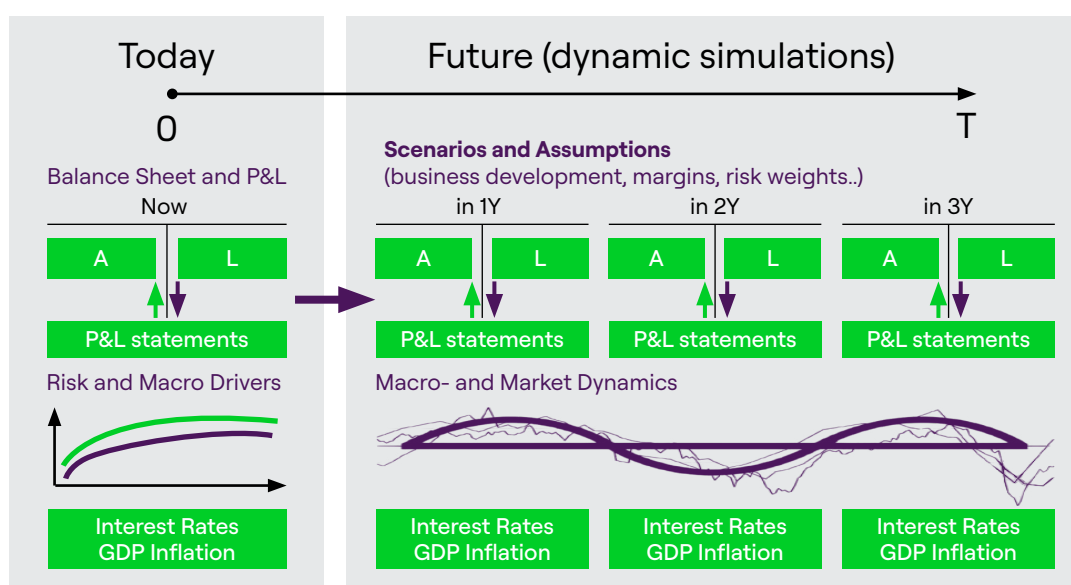 Today
Future (dynamic simulations)
0
T
Balance Sheet and P&L
Now
A
L
P&L statements
Risk and Macro Drivers
Interest Rates
GDP Inflation
Scenarios and Assumptions
(business development, margins, risk weights..)
in 1Y
in 2Y
in 3Y
A
L
A
L
A
L
P&L statements
P&L statements
P&L statements
Macro- and Market Dynamics
Interest Rates
GDP Inflation
Interest Rates
GDP Inflation
Interest Rates
GDP Inflation